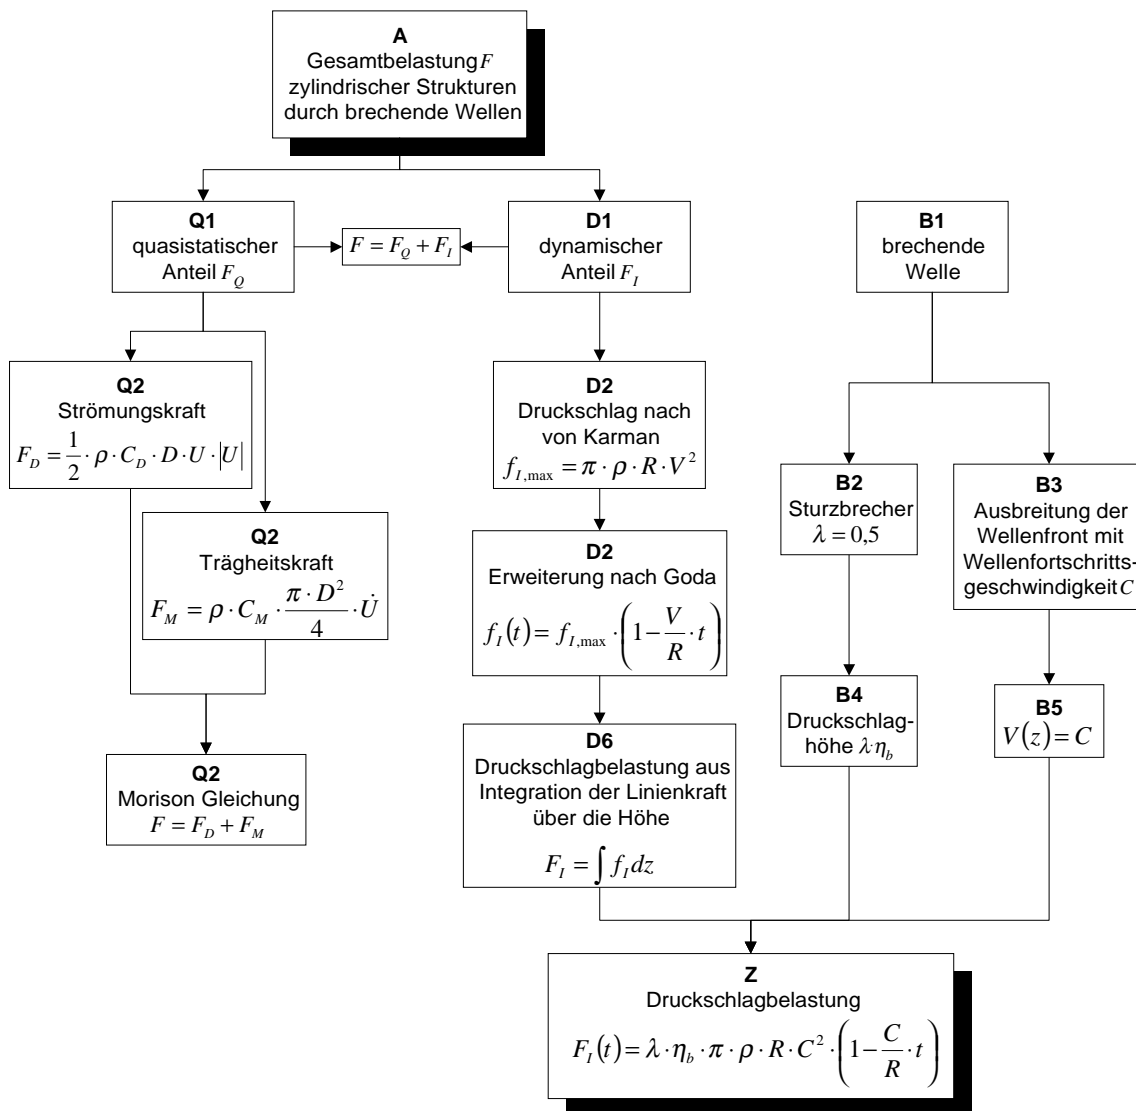 A
Gesamtbelastung F
zylindrischer Strukturen
durch brechende Wellen
Q1
quasistatischer
Anteil F_Q
F = F_Q + F_I
D1
dynamischer
Anteil F_I
B1
brechende
Welle
Q2
Strömungskraft
F_D = 1/2 · ρ · C_D · D · U · |U|
Q2
Trägheitskraft
F_M = ρ · C_M · π · D² / 4 · U̇
Q2
Morison Gleichung
F = F_D + F_M
D2
Druckschlag nach
von Karman
f_{I,max} = π · ρ · R · V²
D2
Erweiterung nach Goda
f_I(t) = f_{I,max} · (1 − V/R · t)
D6
Druckschlagbelastung aus
Integration der Linienkraft
über die Höhe
F_I = ∫ f_I dz
B2
Sturzbrecher
λ = 0,5
B3
Ausbreitung der
Wellenfront mit
Wellenfortschritts-
geschwindigkeit C
B4
Druckschlag-
höhe λ·η_b
B5
V(z) = C
Z
Druckschlagbelastung
F_I(t) = λ · η_b · π · ρ · R · C² · (1 − C/R · t)